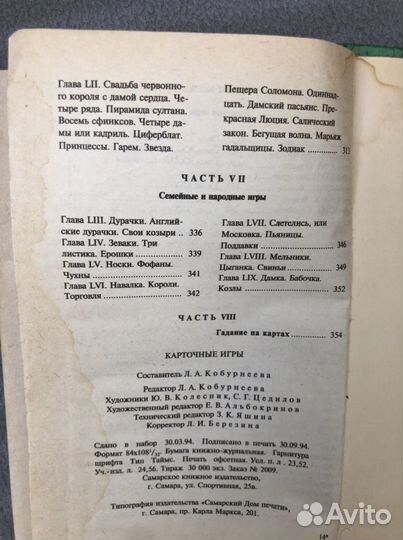 Глава LII. Свадьба червонно-
го короля с дамой сердца. Че-
тыре ряда. Пирамида султана.
Восемь сфинксов. Четыре да-
мы или кадриль. Циферблат.
Принцессы. Гарем. Звезда.
Пещера Соломона. Одинна-
дцать. Дамский пасьянс. Пре-
красная Люция. Салический
закон. Бегущая волна. Марьяж
гадальщицы. Зодиак
ЧАСТЬ VII
Семейные и народные игры
Глава LIII. Дурачки. Англий-
ские дурачки. Свои козыри .. 336
Глава LIV. Зеваки. Три
листика. Ерошки ................ 339
Глава LV. Носки. Фофаны.
Чухны ................ 341
Глава LVI. Навалка. Короли.
Торговля ................ 342
Глава LVII. Слетелись, или
Московка. Пьяницы.
Поддавки ................ 346
Глава LVIII. Мельники.
Цыганка. Свиньи ................ 349
Глава LIX. Дамка. Бабочка.
Козлы ................ 352
ЧАСТЬ VIII
Гадание на картах ................ 354
КАРТОЧНЫЕ ИГРЫ
Составитель Л. А. Кобурнеева
Редактор Л. А. Кобурнеева
Художники Ю. В. Колесник, С. Г. Цедилов
Художественный редактор Е. В. Альбокринов
Технический редактор З. К. Яшина
Корректор Л. И. Березина
Сдано в набор 30.03.94. Подписано в печать 30.09.94.
Формат 84x108 1/32. Бумага книжно-журнальная. Гарнитура
шрифта Тип Таймс. Печать офсетная. Усл. п л . 23,52.
Уч.-изд. л. 24,56. Тираж 30 000 экз. Заказ № 2009.
Самарское книжное издательство,
г. Самара, ул. Спортивная, 25в.
Типография издательства «Самарский Дом печати»,
г. Самара, пр. Карла Маркса, 201.
14*
Avito